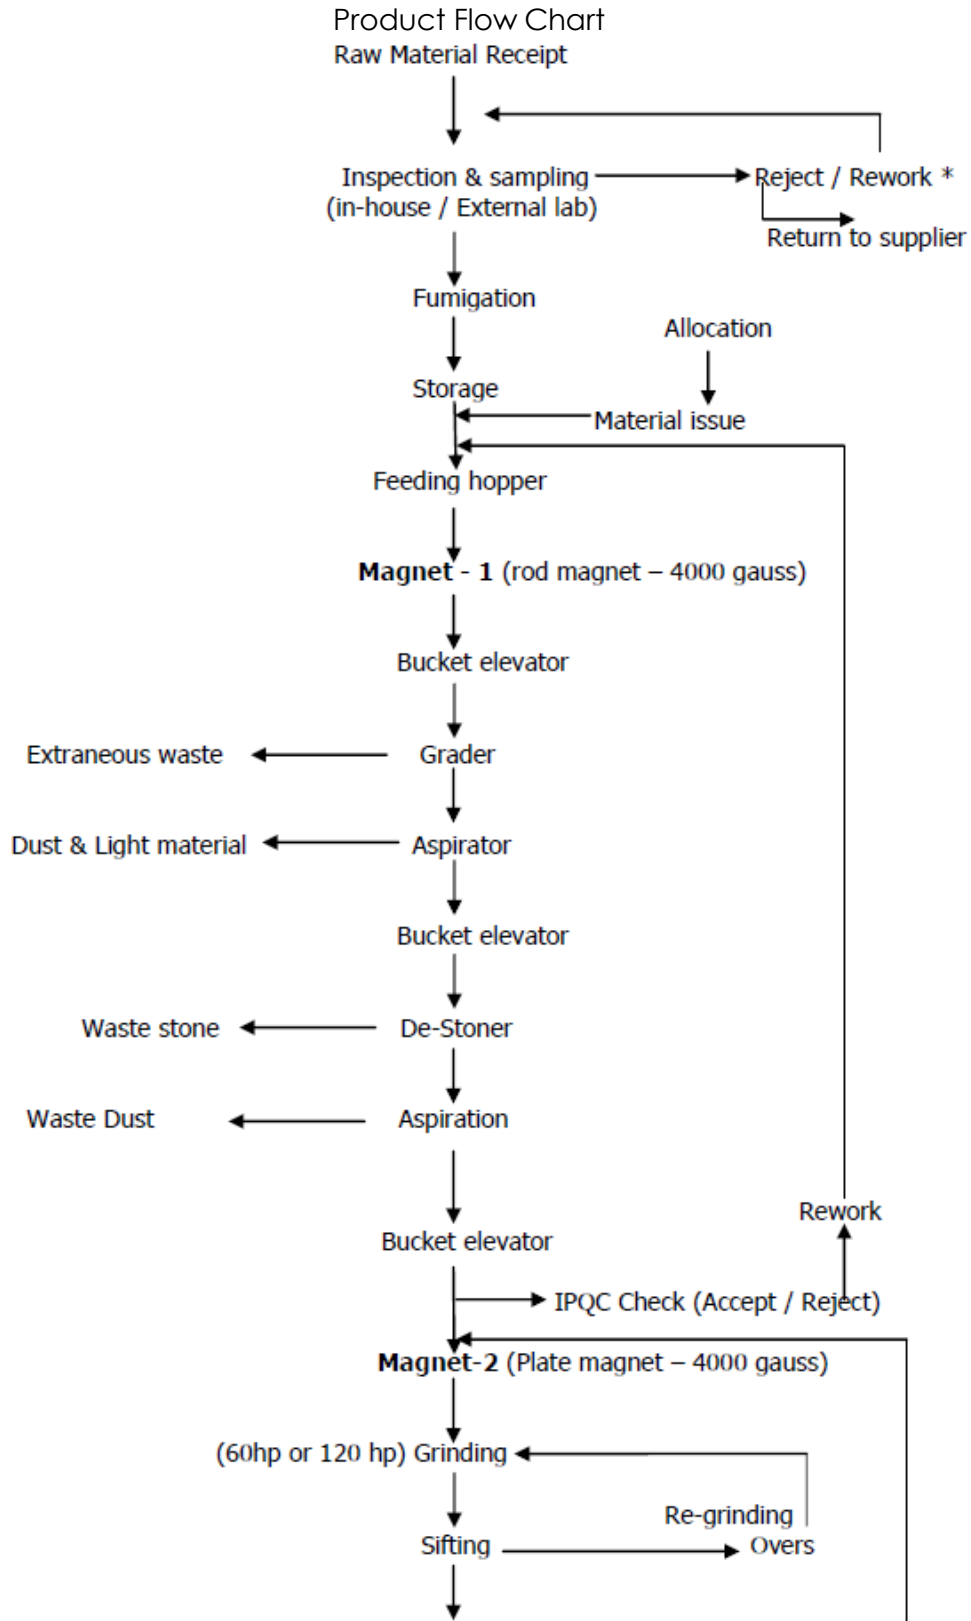 Product Flow Chart
Raw Material Receipt
Inspection & sampling
(in-house / External lab)
Reject / Rework *
Return to supplier
Fumigation
Allocation
Storage
Material issue
Feeding hopper
Magnet - 1 (rod magnet – 4000 gauss)
Bucket elevator
Extraneous waste
Grader
Dust & Light material
Aspirator
Bucket elevator
Waste stone
De-Stoner
Waste Dust
Aspiration
Rework
Bucket elevator
IPQC Check (Accept / Reject)
Magnet-2 (Plate magnet – 4000 gauss)
(60hp or 120 hp) Grinding
Re-grinding
Sifting
Overs